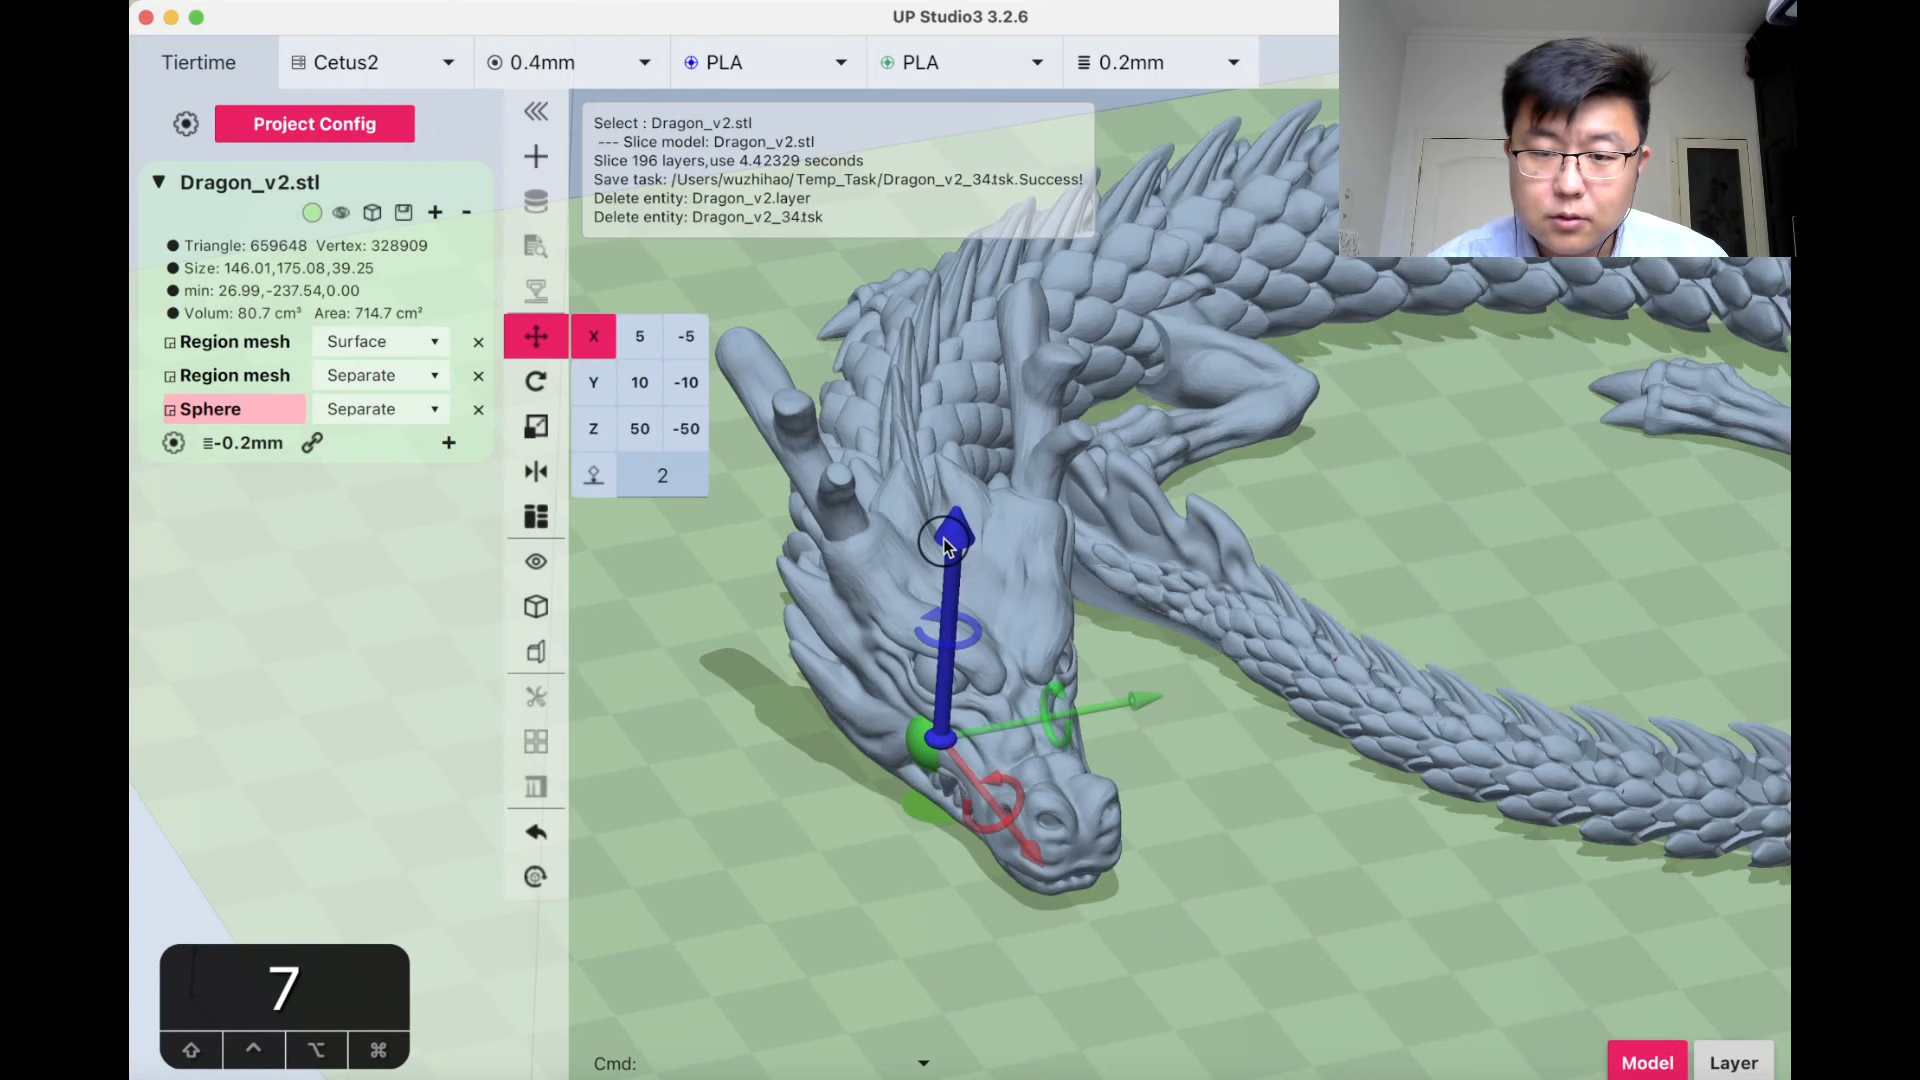 UP Studio3 3.2.6
Tiertime
Cetus2
0.4mm
PLA
PLA
0.2mm
Project Config
Dragon_v2.stl
Triangle: 659648 Vertex: 328909
Size: 146.01,175.08,39.25
min: 26.99,-237.54,0.00
Volum: 80.7 cm³ Area: 714.7 cm²
Region mesh Surface
Region mesh Separate
Sphere Separate
-0.2mm
Select : Dragon_v2.stl
--- Slice model: Dragon_v2.stl
Slice 196 layers,use 4.42329 seconds
Save task: /Users/wuzhihao/Temp_Task/Dragon_v2_34.tsk.Success!
Delete entity: Dragon_v2.layer
Delete entity: Dragon_v2_34.tsk
X 5 -5
Y 10 -10
Z 50 -50
2
7
Cmd:
Model Layer